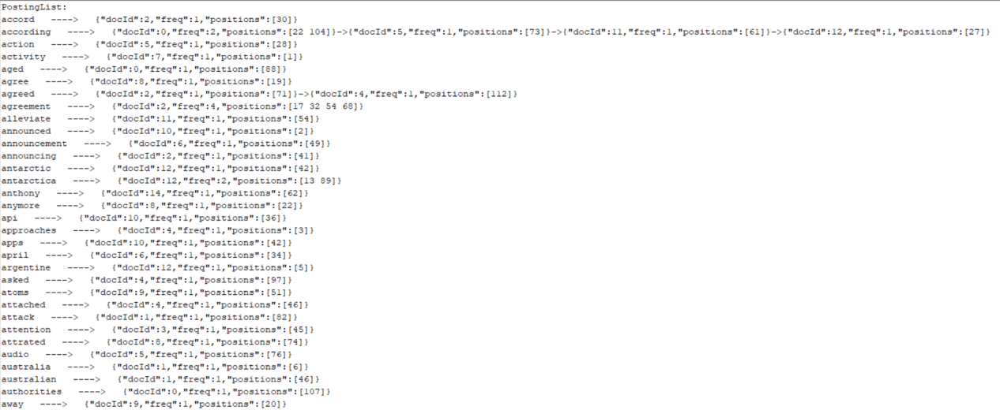 PostingList:
accord ----> {"docId":2,"freq":1,"positions":[30]}
according ----> {"docId":0,"freq":2,"positions":[22 104]}->{"docId":5,"freq":1,"positions":[73]}->{"docId":11,"freq":1,"positions":[61]}->{"docId":12,"freq":1,"positions":[27]}
action ----> {"docId":5,"freq":1,"positions":[28]}
activity ----> {"docId":7,"freq":1,"positions":[1]}
aged ----> {"docId":0,"freq":1,"positions":[88]}
agree ----> {"docId":8,"freq":1,"positions":[19]}
agreed ----> {"docId":2,"freq":1,"positions":[71]}->{"docId":4,"freq":1,"positions":[112]}
agreement ----> {"docId":2,"freq":4,"positions":[17 32 54 68]}
alleviate ----> {"docId":11,"freq":1,"positions":[54]}
announced ----> {"docId":10,"freq":1,"positions":[2]}
announcement ----> {"docId":6,"freq":1,"positions":[49]}
announcing ----> {"docId":2,"freq":1,"positions":[41]}
antarctic ----> {"docId":12,"freq":1,"positions":[42]}
antarctica ----> {"docId":12,"freq":2,"positions":[13 89]}
anthony ----> {"docId":14,"freq":1,"positions":[62]}
anymore ----> {"docId":8,"freq":1,"positions":[22]}
api ----> {"docId":10,"freq":1,"positions":[36]}
approaches ----> {"docId":4,"freq":1,"positions":[3]}
apps ----> {"docId":10,"freq":1,"positions":[42]}
april ----> {"docId":6,"freq":1,"positions":[34]}
argentine ----> {"docId":12,"freq":1,"positions":[5]}
asked ----> {"docId":4,"freq":1,"positions":[97]}
atoms ----> {"docId":9,"freq":1,"positions":[51]}
attached ----> {"docId":4,"freq":1,"positions":[46]}
attack ----> {"docId":1,"freq":1,"positions":[82]}
attention ----> {"docId":3,"freq":1,"positions":[45]}
attrated ----> {"docId":8,"freq":1,"positions":[74]}
audio ----> {"docId":5,"freq":1,"positions":[76]}
australia ----> {"docId":1,"freq":1,"positions":[6]}
australian ----> {"docId":1,"freq":1,"positions":[46]}
authorities ----> {"docId":0,"freq":1,"positions":[107]}
away ----> {"docId":9,"freq":1,"positions":[20]}